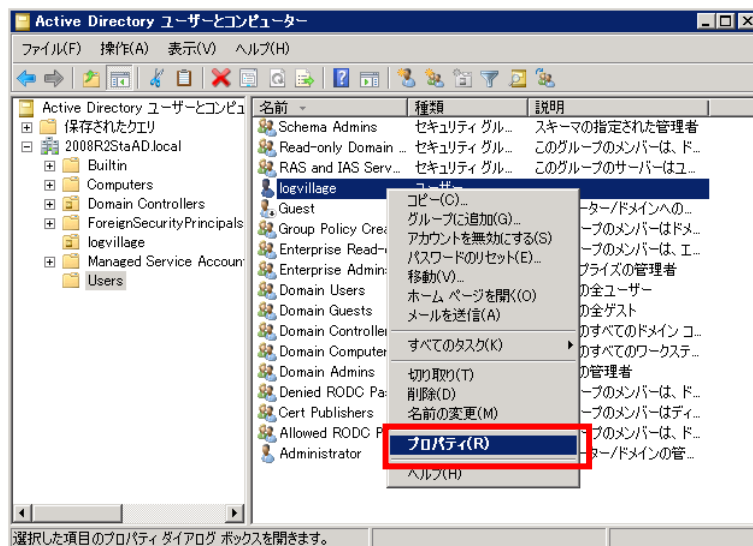 Active Directory ユーザーとコンピューター
ファイル(F) 操作(A) 表示(V) ヘルプ(H)
Active Directory ユーザーとコンピュ
保存されたクエリ
2008R2StaAD.local
Builtin
Computers
Domain Controllers
ForeignSecurityPrincipals
logvillage
Managed Service Accoun
Users
名前 種類 説明
Schema Admins セキュリティ グル... スキーマの指定された管理者
Read-only Domain ... セキュリティ グル... このグループのメンバーは、ド...
RAS and IAS Serv... セキュリティ グル... このグループのサーバーはユ...
logvillage ユーザー
Guest ーター/ドメインへの...
Group Policy Crea ープのメンバーはドメ...
Enterprise Read- ープのメンバーは、エ...
Enterprise Admin プライズの管理者
Domain Users の全ユーザー
Domain Guests の全ゲスト
Domain Controller のすべてのドメイン コ...
Domain Computer のすべてのワークステ...
Domain Admins の管理者
Denied RODC Pa ープのメンバーは、ド...
Cert Publishers ープのメンバーはディ...
Allowed RODC P ープのメンバーは、ド...
Administrator ーター/ドメインの管...
コピー(C)...
グループに追加(G)...
アカウントを無効にする(S)
パスワードのリセット(E)...
移動(V)...
ホーム ページを開く(O)
メールを送信(A)
すべてのタスク(K)
切り取り(T)
削除(D)
名前の変更(M)
プロパティ(R)
ヘルプ(H)
選択した項目のプロパティ ダイアログ ボックスを開きます。